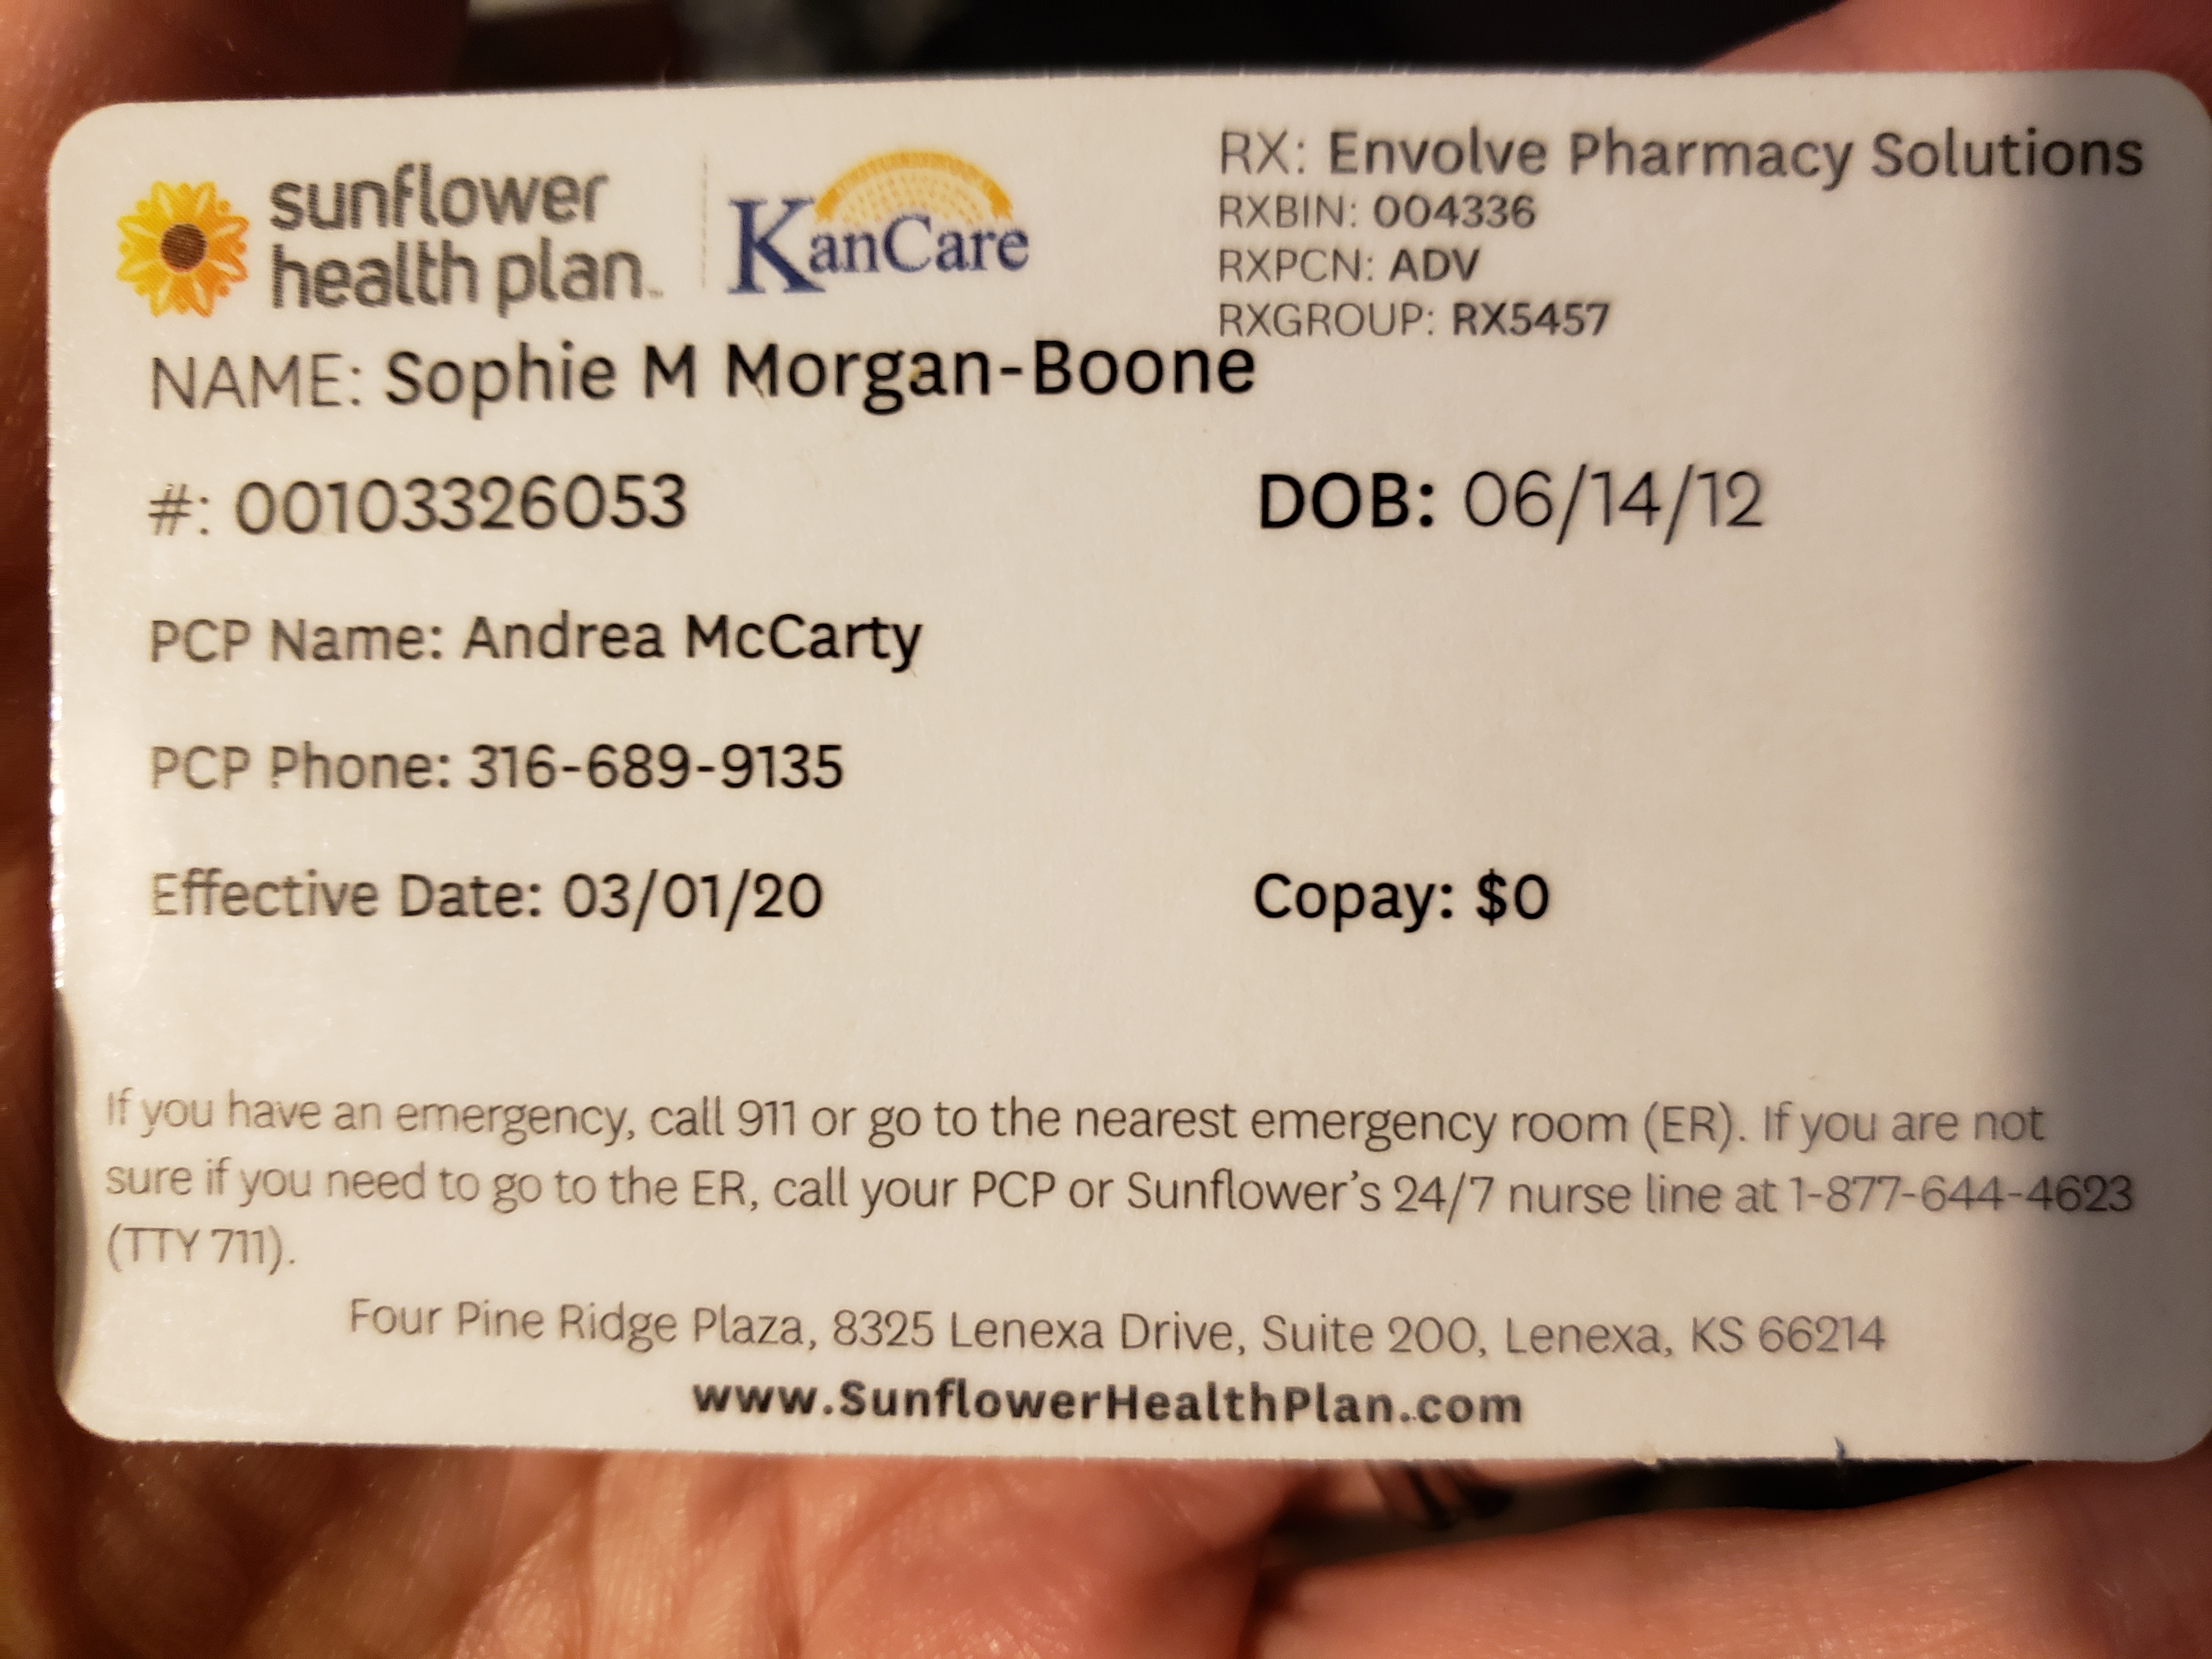 sunflower
health plan™
KanCare
RX: Envolve Pharmacy Solutions
RXBIN: 004336
RXPCN: ADV
RXGROUP: RX5457
NAME: Sophie M Morgan-Boone
#: 00103326053
DOB: 06/14/12
PCP Name: Andrea McCarty
PCP Phone: 316-689-9135
Effective Date: 03/01/20
Copay: $0
If you have an emergency, call 911 or go to the nearest emergency room (ER). If you are not
sure if you need to go to the ER, call your PCP or Sunflower's 24/7 nurse line at 1-877-644-4623
(TTY 711).
Four Pine Ridge Plaza, 8325 Lenexa Drive, Suite 200, Lenexa, KS 66214
www.SunflowerHealthPlan.com